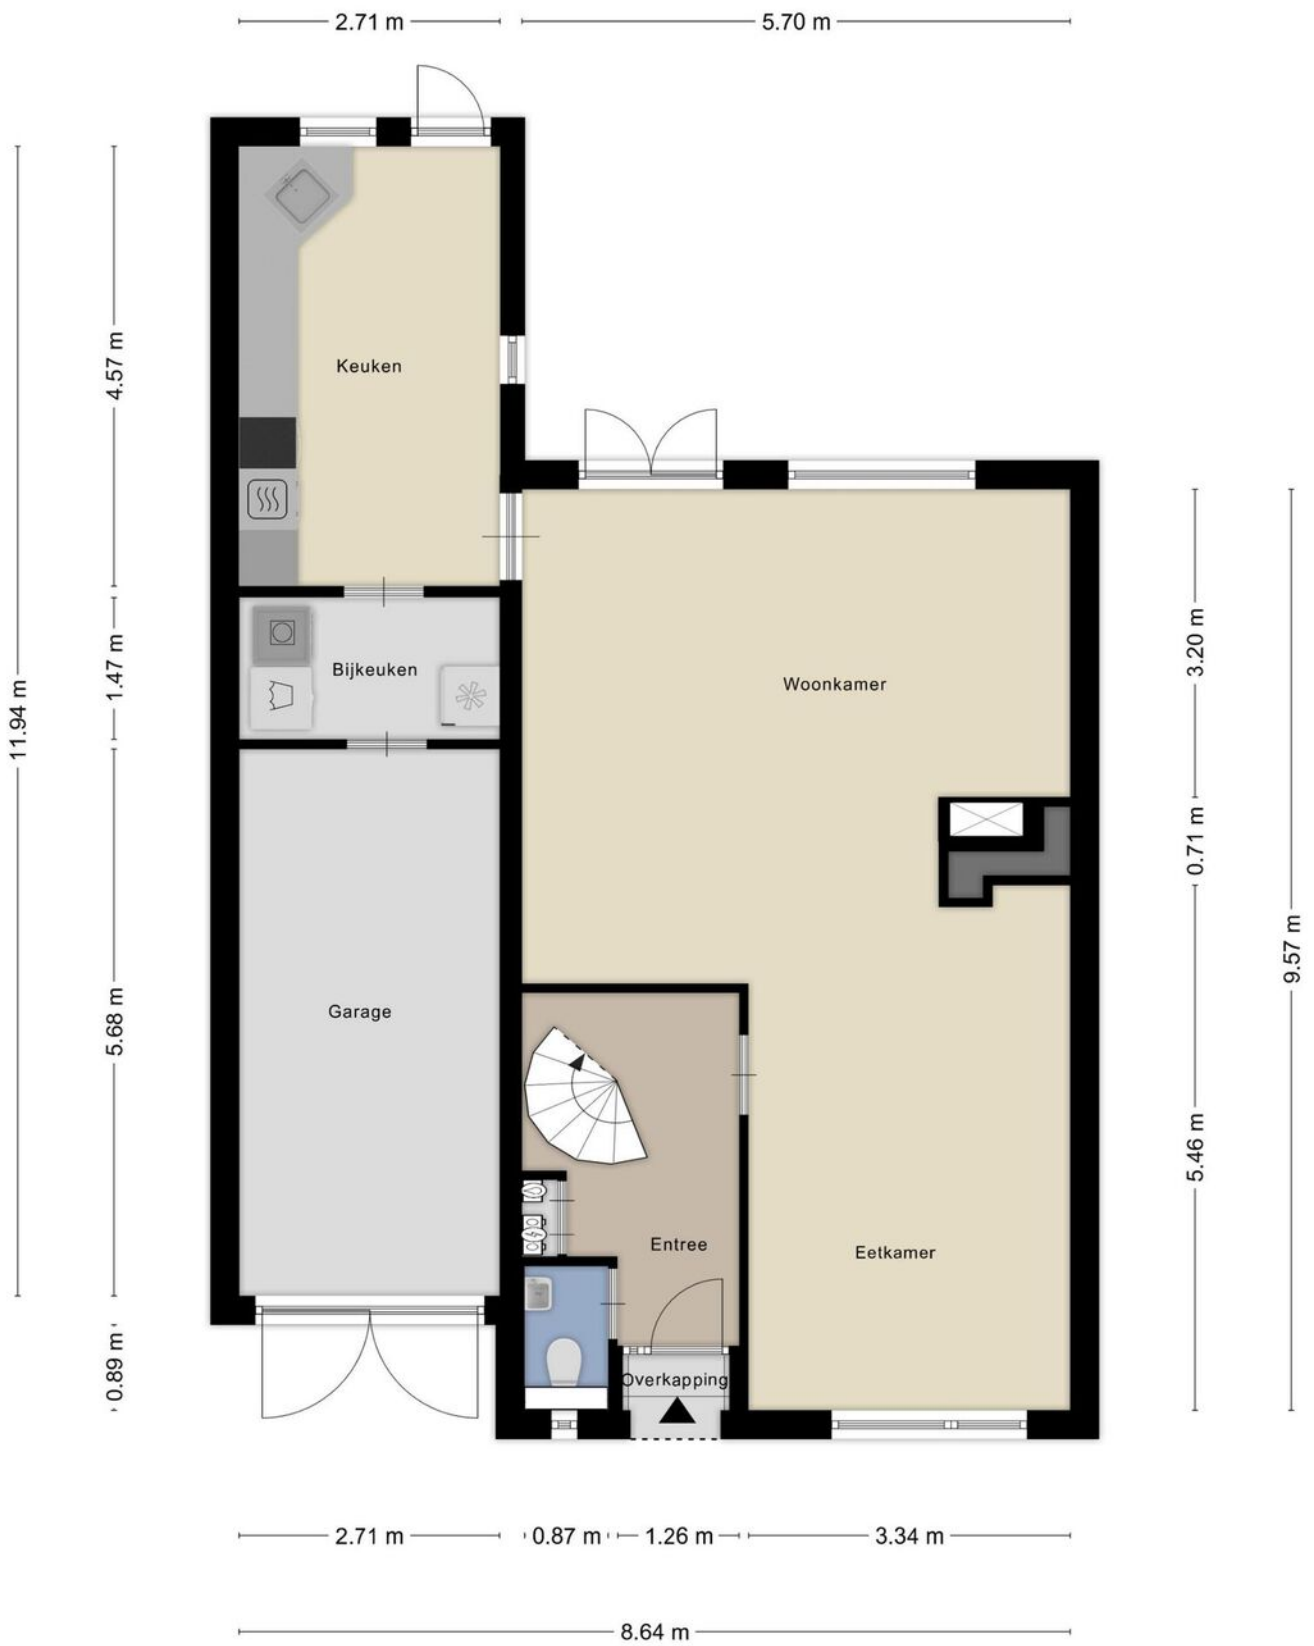 2.71 m
5.70 m
Keuken
4.57 m
Woonkamer
3.20 m
Bijkeuken
1.47 m
11.94 m
0.71 m
9.57 m
Garage
5.68 m
5.46 m
Entree
Eetkamer
0.89 m
Overkapping
2.71 m
0.87 m
1.26 m
3.34 m
8.64 m